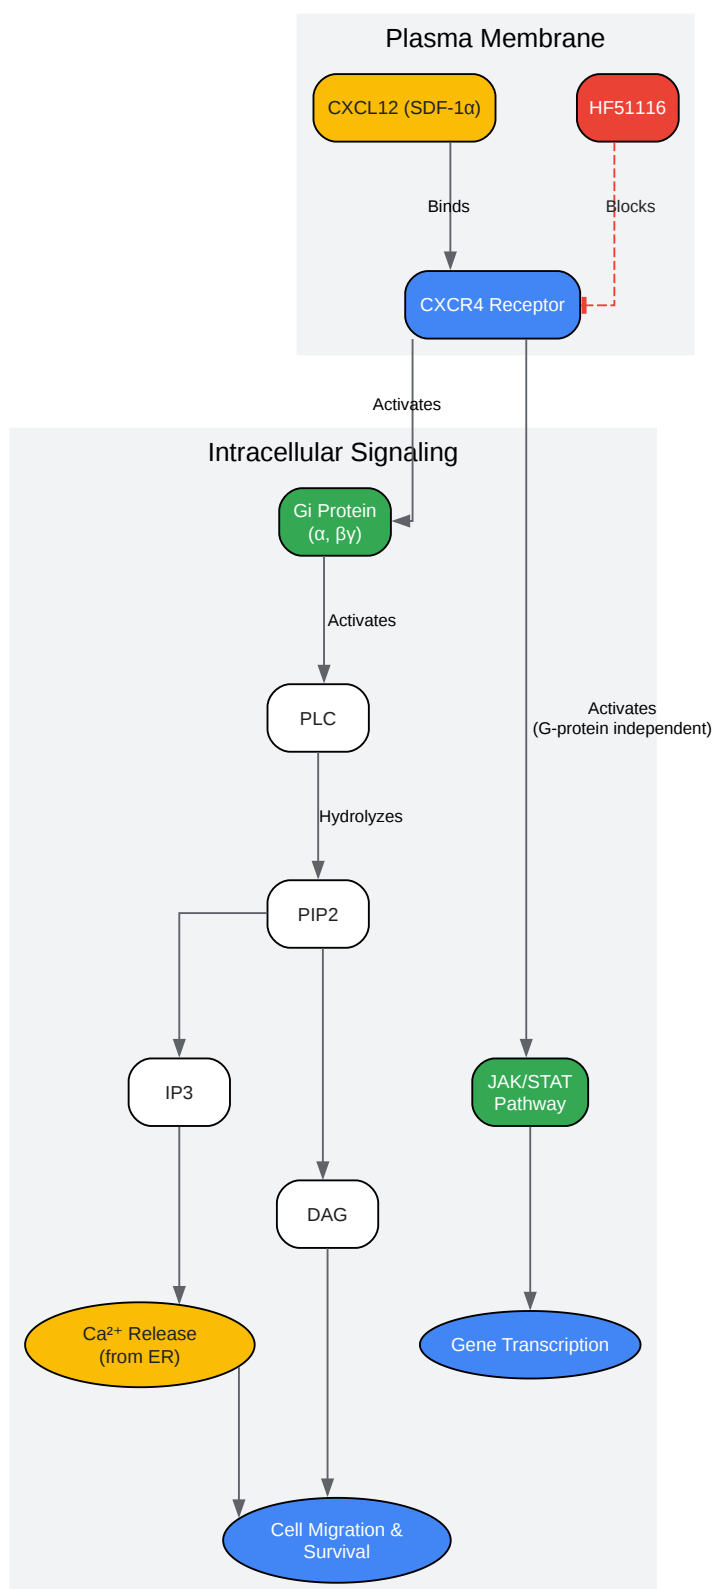 Plasma Membrane
CXCL12 (SDF-1α)
HF51116
Binds
Blocks
CXCR4 Receptor
Activates
Intracellular Signaling
Gi Protein
(α, βγ)
Activates
PLC
Activates
(G-protein independent)
Hydrolyzes
PIP2
IP3
JAK/STAT
Pathway
DAG
Ca²⁺ Release
(from ER)
Gene Transcription
Cell Migration &
Survival